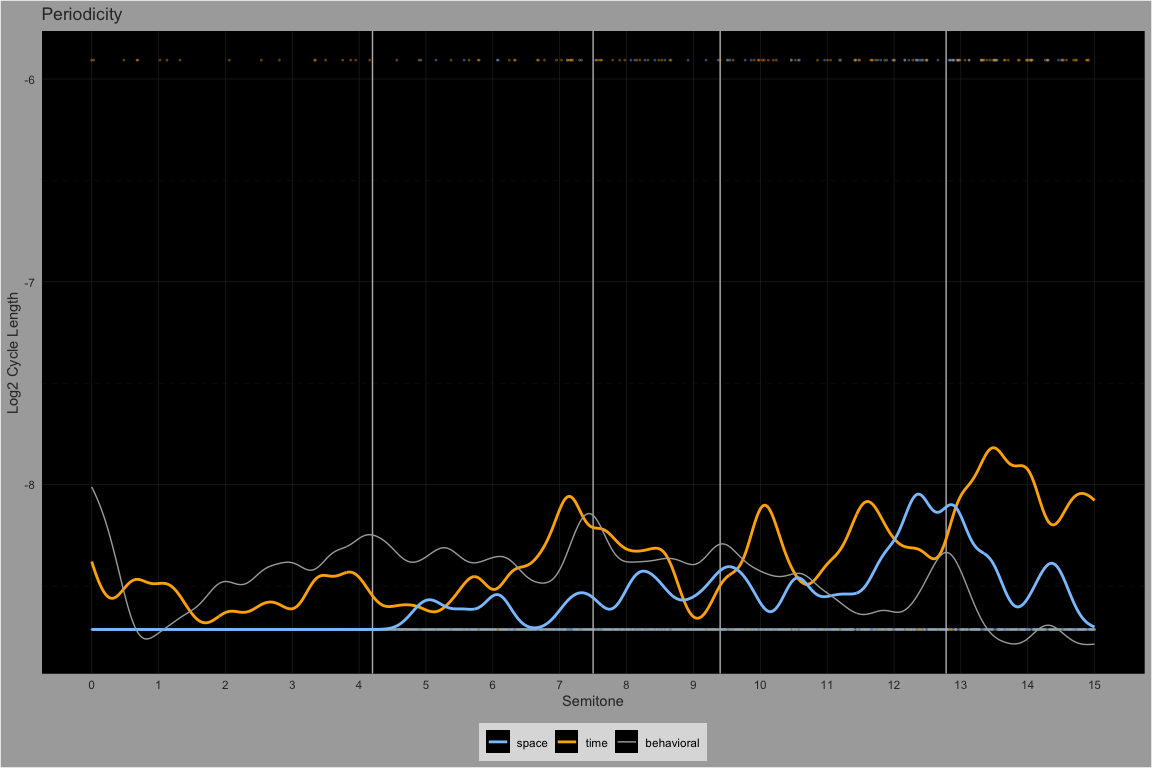 Periodicity
Log2 Cycle Length
-6
-7
-8
0 1 2 3 4 5 6 7 8 9 10 11 12 13 14 15
Semitone
space time behavioral